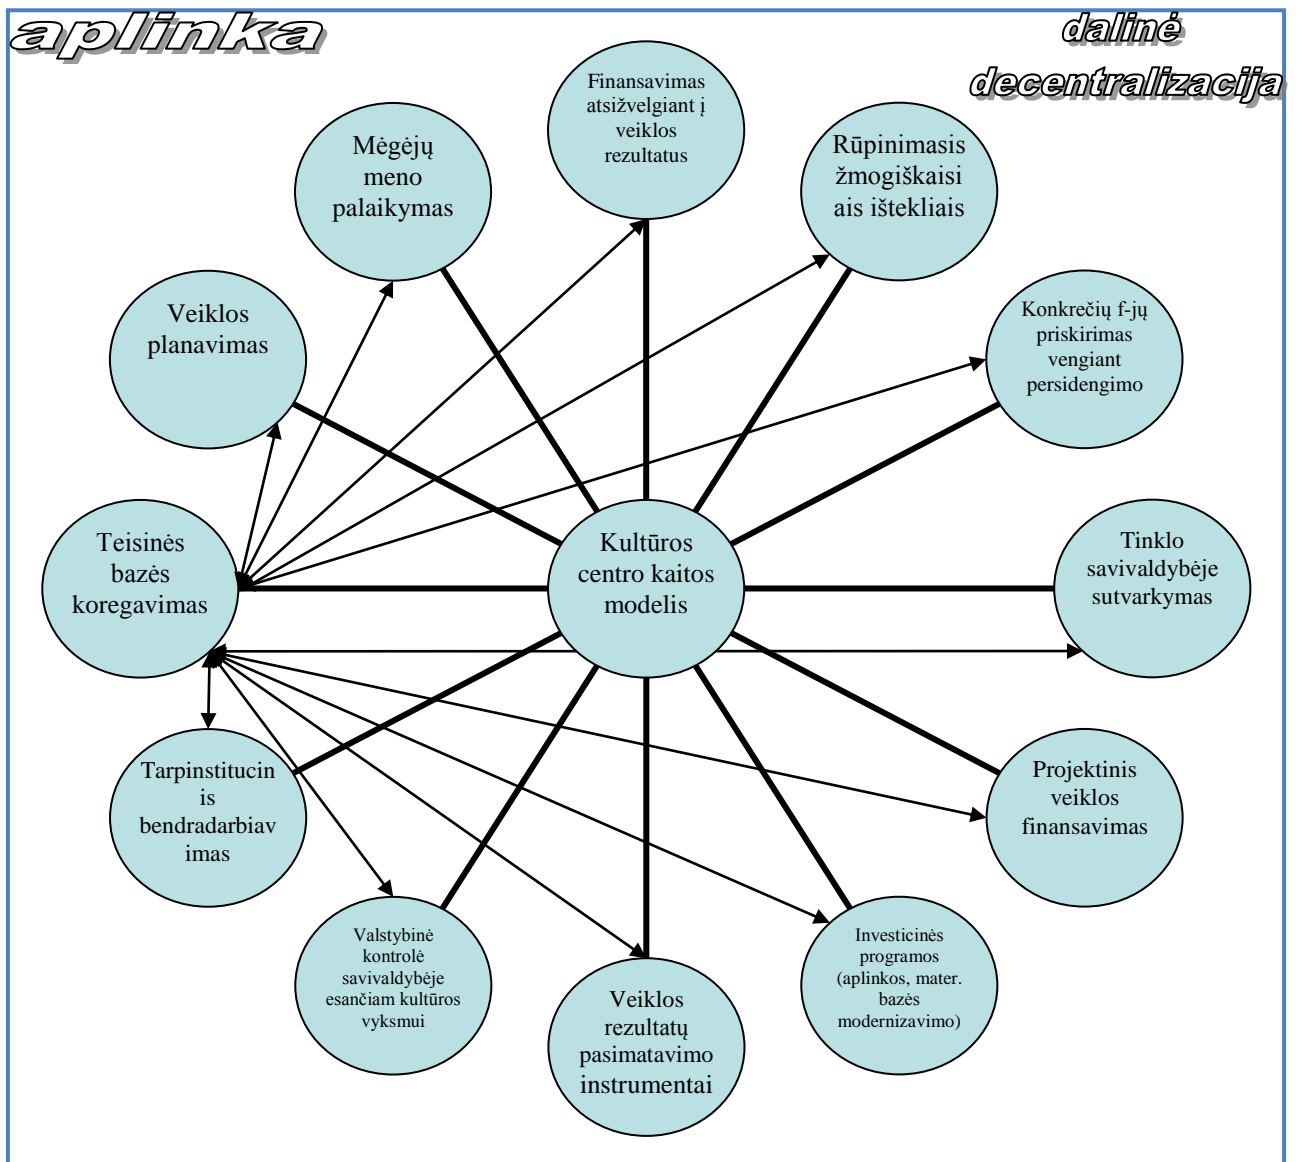 aplinka
dalinė
decentralizacija
Finansavimas
atsižvelgiant į
veiklos
rezultatus
Mėgėjų
meno
palaikymas
Rūpinimasis
žmogiškaisi
ais ištekliais
Veiklos
planavimas
Konkrečių f-jų
priskirimas
vengiant
persidengimo
Teisinės
bazės
koregavimas
Kultūros
centro kaitos
modelis
Tinklo
savivaldybėje
sutvarkymas
Tarpinstitucin
is
bendradarbiav
imas
Projektinis
veiklos
finansavimas
Valstybinė
kontrolė
savivaldybėje
esančiam kultūros
vyksmui
Veiklos
rezultatų
pasimatavimo
instrumentai
Investicinės
programos
(aplinkos, mater.
bazės
modernizavimo)